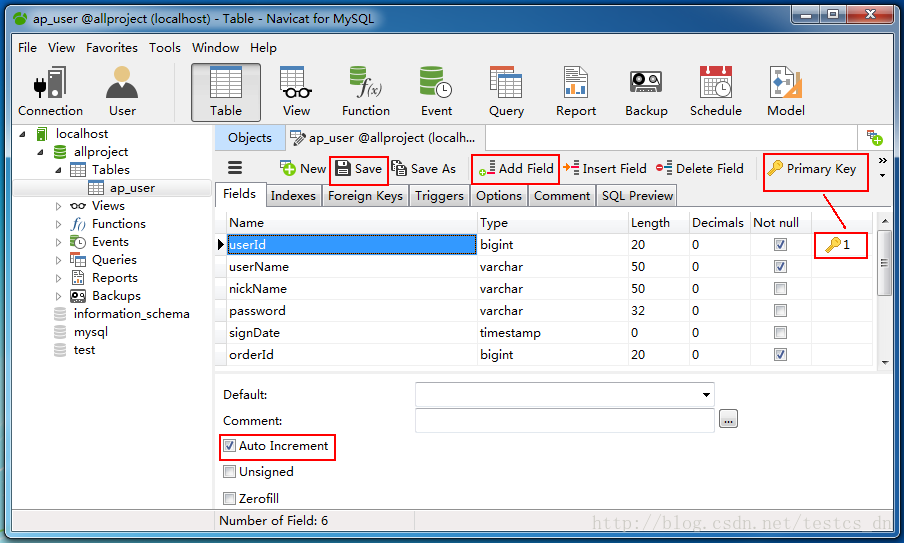 ap_user @allproject (localhost) - Table - Navicat for MySQL
File View Favorites Tools Window Help
Connection User Table View Function Event Query Report Backup Schedule Model
localhost
allproject
Tables
ap_user
Views
Functions
Events
Queries
Reports
Backups
information_schema
mysql
test
Objects ap_user @allproject (localh...
New Save Save As Add Field Insert Field Delete Field Primary Key »
Fields Indexes Foreign Keys Triggers Options Comment SQL Preview
Name Type Length Decimals Not null
userId bigint 20 0 1
userName varchar 50 0
nickName varchar 50 0
password varchar 32 0
signDate timestamp 0 0
orderId bigint 20 0
Default:
Comment: ...
Auto Increment
Unsigned
Zerofill
Number of Field: 6
http://blog.csdn.net/testcs_dn